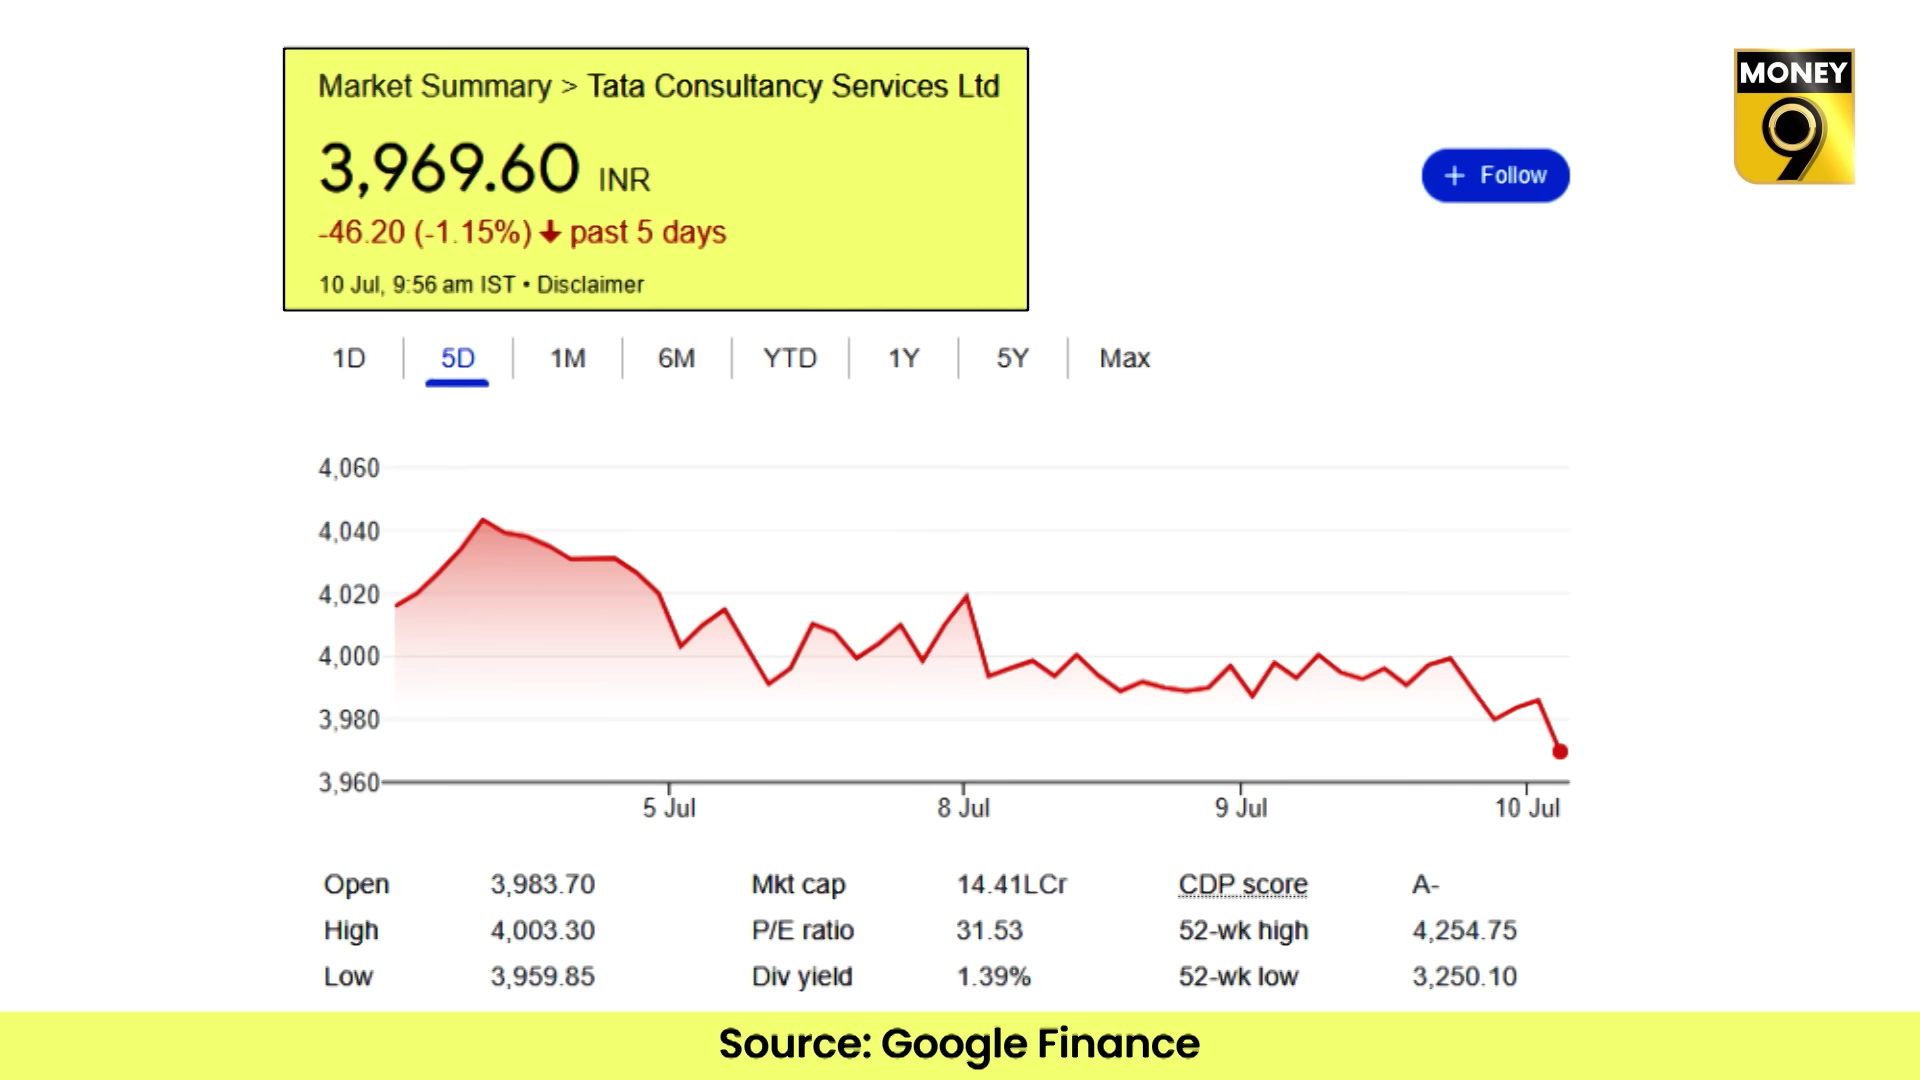 Market Summary > Tata Consultancy Services Ltd
MONEY
9
3,969.60 INR
+ Follow
-46.20 (-1.15%) ↓ past 5 days
10 Jul, 9:56 am IST • Disclaimer
1D 5D 1M 6M YTD 1Y 5Y Max
4,060
4,040
4,020
4,000
3,980
3,960
5 Jul 8 Jul 9 Jul 10 Jul
Open 3,983.70 Mkt cap 14.41LCr CDP score A-
High 4,003.30 P/E ratio 31.53 52-wk high 4,254.75
Low 3,959.85 Div yield 1.39% 52-wk low 3,250.10
Source: Google Finance